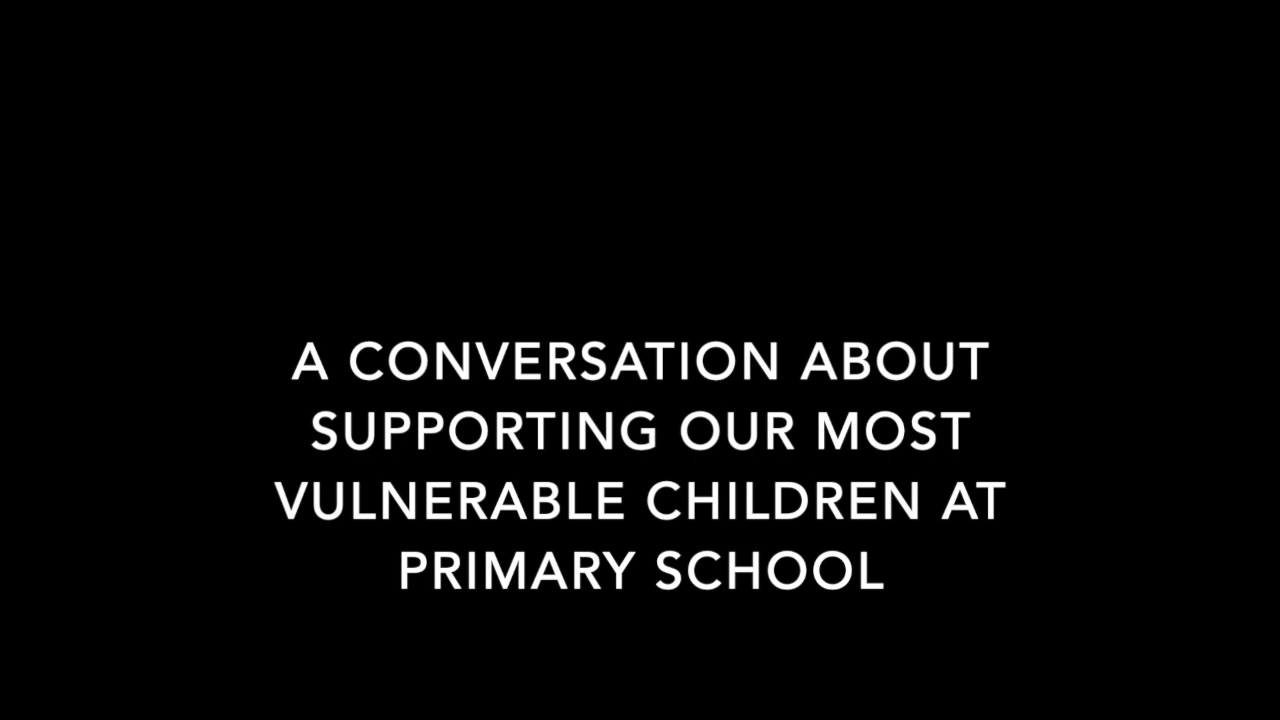 A CONVERSATION ABOUT
SUPPORTING OUR MOST
VULNERABLE CHILDREN AT
PRIMARY SCHOOL